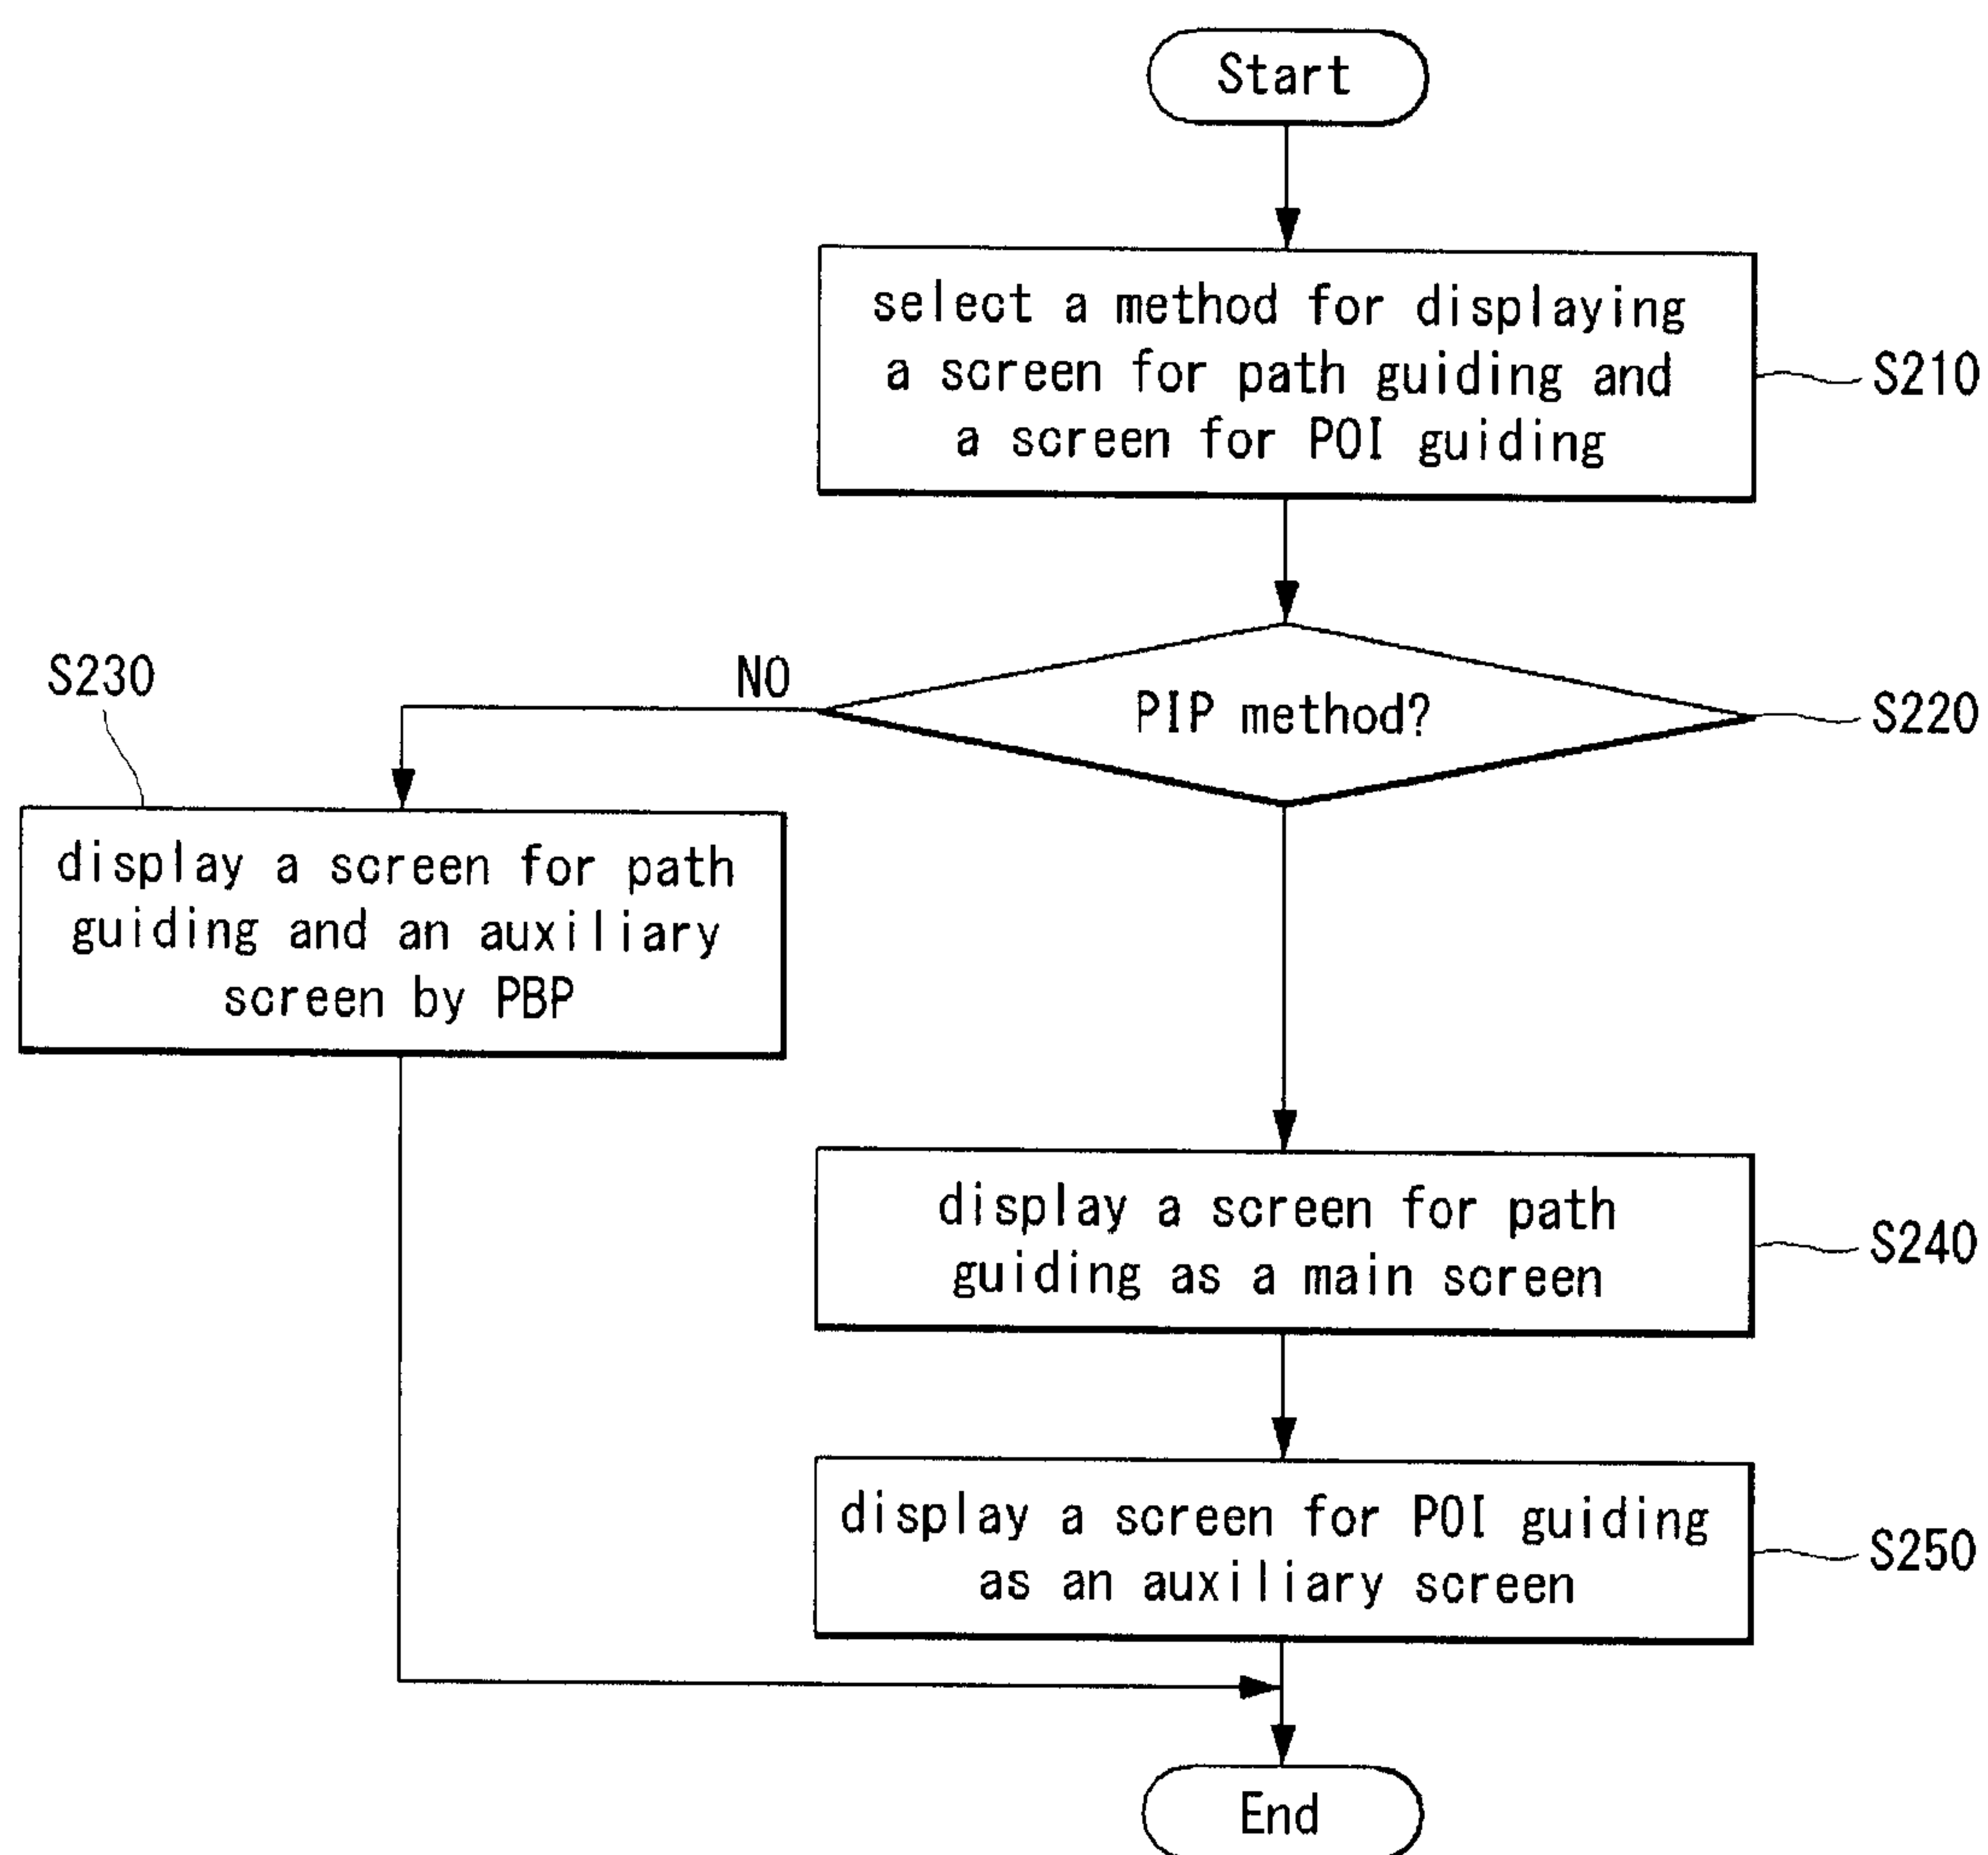 Start
select a method for displaying
a screen for path guiding and
a screen for POI guiding
S210
PIP method?
S220
NO
S230
display a screen for path
guiding and an auxiliary
screen by PBP
display a screen for path
guiding as a main screen
S240
display a screen for POI guiding
as an auxiliary screen
S250
End